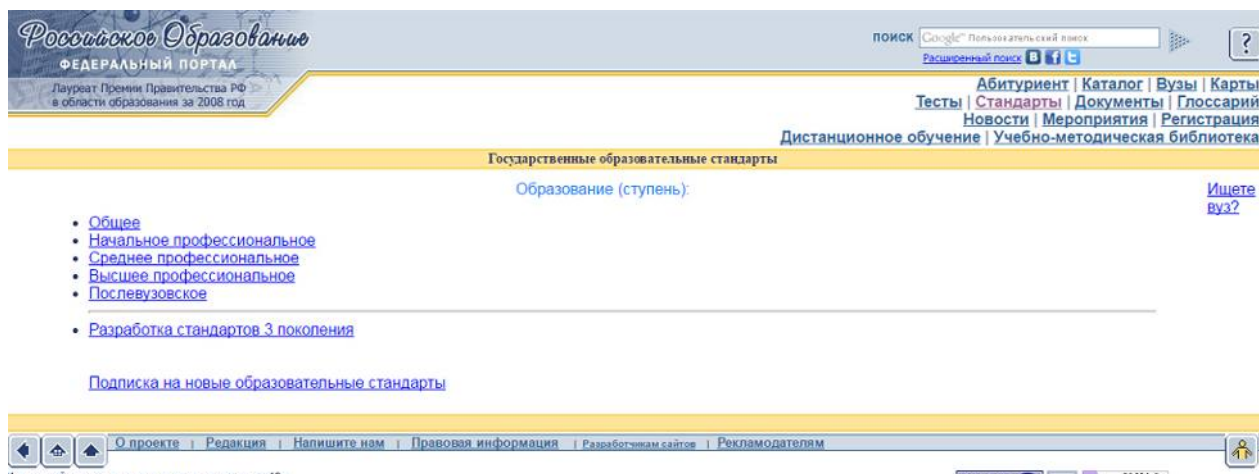 Российское Образование
ФЕДЕРАЛЬНЫЙ ПОРТАЛ
Лауреат Премии Правительства РФ
в области образования за 2008 год
ПОИСК Google™ Пользовательский поиск
Расширенный поиск
?
Абитуриент | Каталог | Вузы | Карты
Тесты | Стандарты | Документы | Глоссарий
Новости | Мероприятия | Регистрация
Дистанционное обучение | Учебно-методическая библиотека
Государственные образовательные стандарты
Образование (ступень):
Ищете
вуз?
• Общее
• Начальное профессиональное
• Среднее профессиональное
• Высшее профессиональное
• Послевузовское
• Разработка стандартов 3 поколения
Подписка на новые образовательные стандарты
О проекте | Редакция | Напишите нам | Правовая информация | Разработчикам сайтов | Рекламодателям